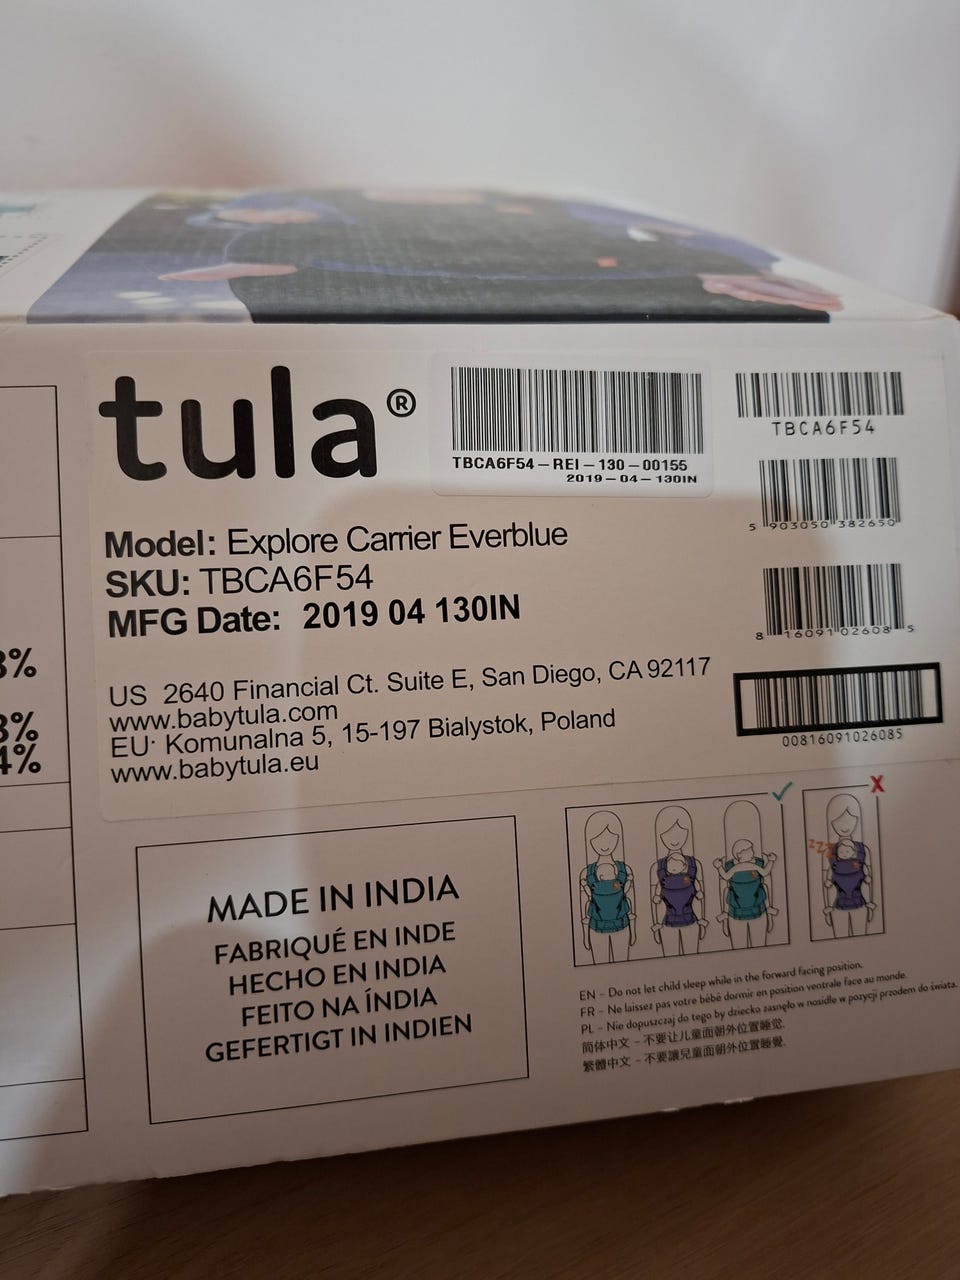 tula®
TBCA6F54-REI-130-00155
2019-04-130IN
TBCA6F54
5 903050 382650
8 16091 02608 5
00816091026085
Model: Explore Carrier Everblue
SKU: TBCA6F54
MFG Date: 2019 04 130IN
US 2640 Financial Ct. Suite E, San Diego, CA 92117
www.babytula.com
EU: Komunalna 5, 15-197 Bialystok, Poland
www.babytula.eu
%
%
4%
MADE IN INDIA
FABRIQUÉ EN INDE
HECHO EN INDIA
FEITO NA ÍNDIA
GEFERTIGT IN INDIEN
zzz
EN - Do not let child sleep while in the forward facing position.
FR - Ne laissez pas votre bébé dormir en position ventrale face au monde.
PL - Nie dopuszczaj do tego by dziecko zasnęło w nosidle w pozycji przodem do świata.
简体中文 - 不要让儿童面朝外位置睡觉.
繁體中文 - 不要讓兒童面朝外位置睡覺.